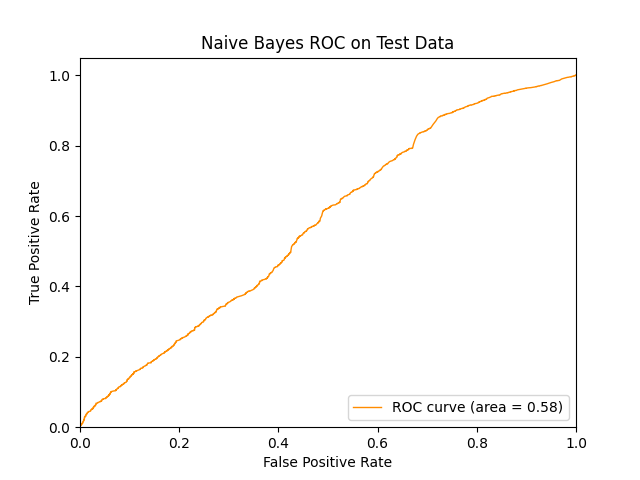 Naive Bayes ROC on Test Data
True Positive Rate
1.0
0.8
0.6
0.4
0.2
0.0
ROC curve (area = 0.58)
0.0 0.2 0.4 0.6 0.8 1.0
False Positive Rate